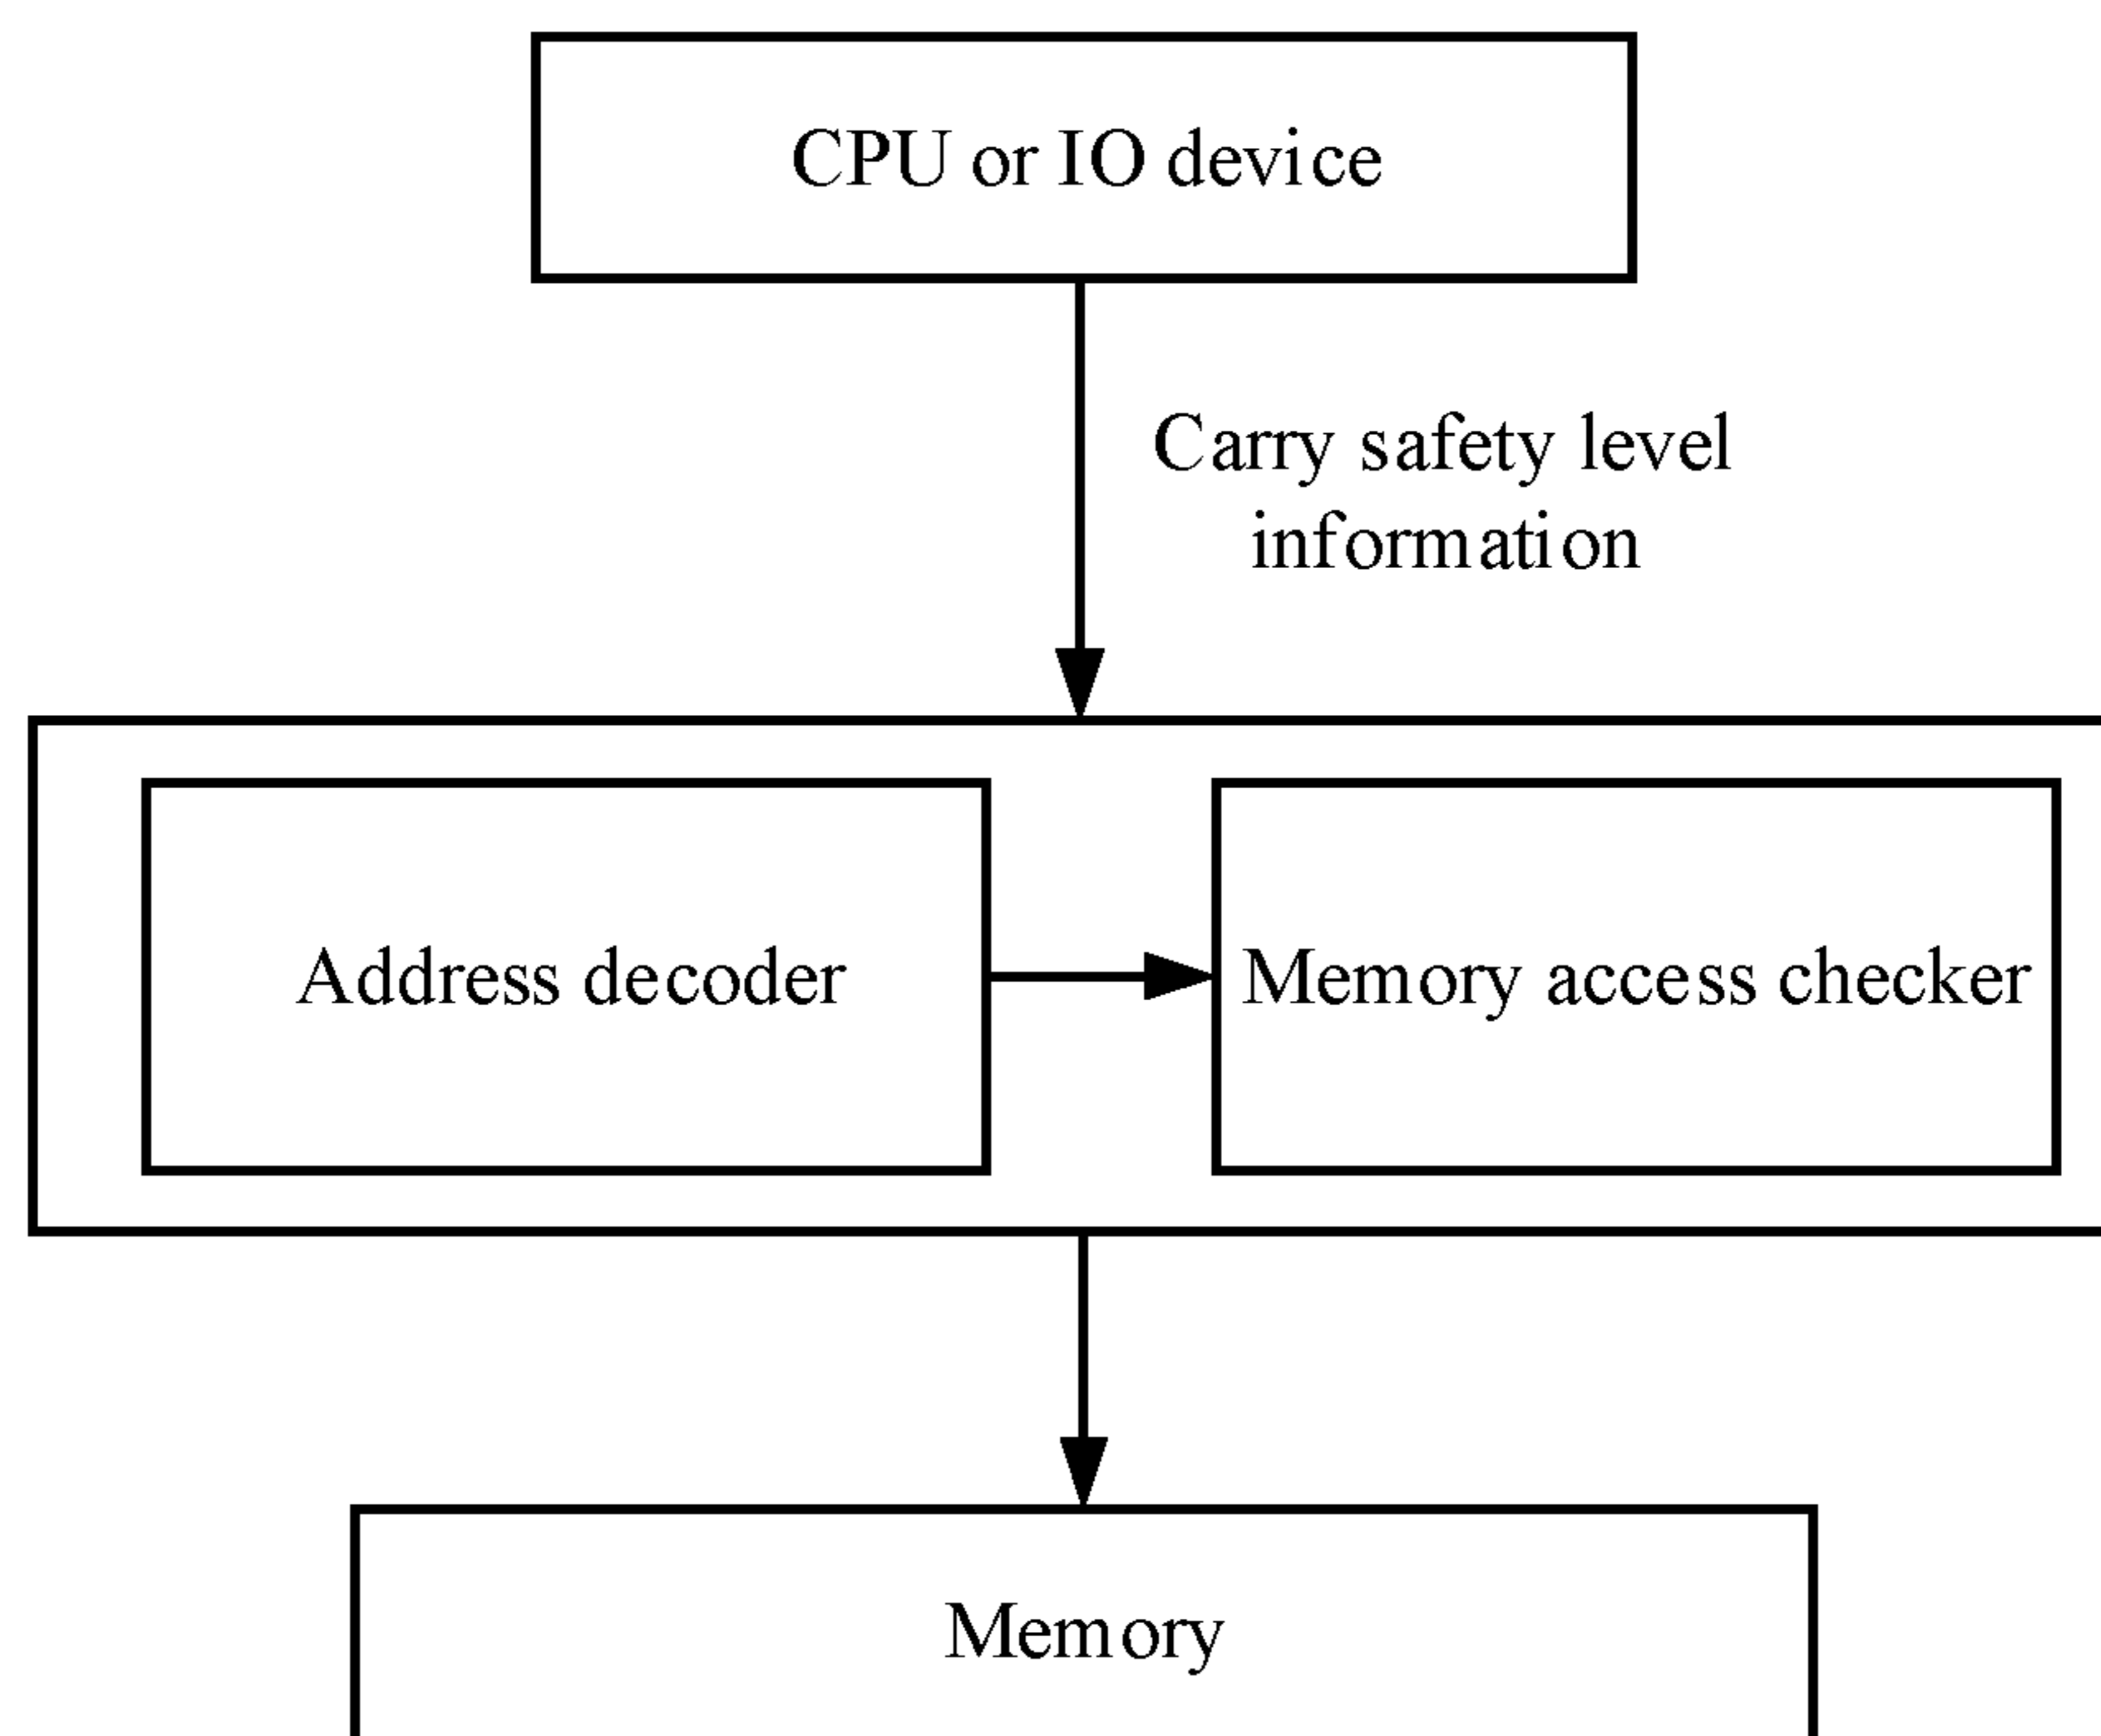 CPU or IO device
Carry safety level
information
Address decoder
Memory access checker
Memory